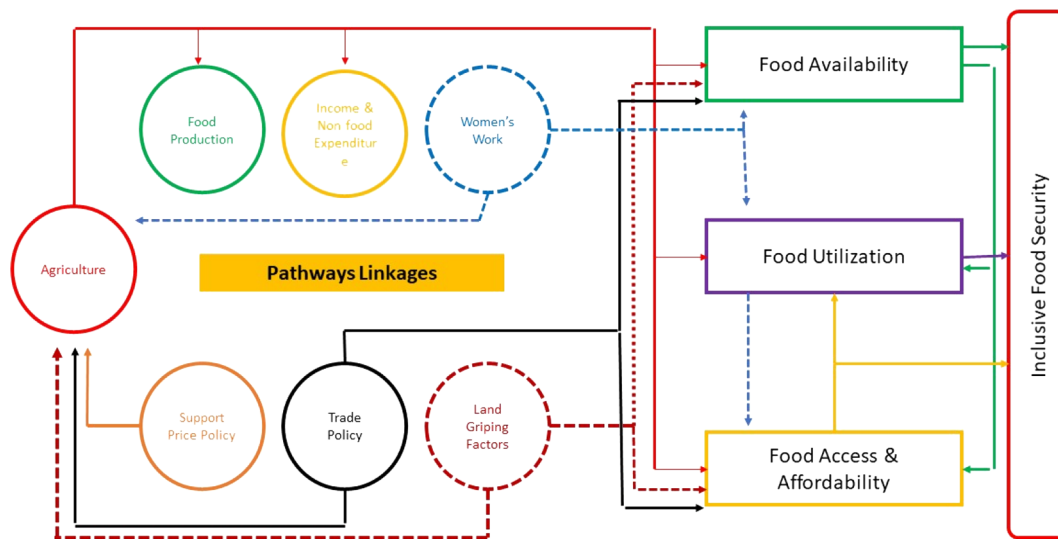 Food Availability
Food
Production
Income &
Non food
Expenditur
e
Women's
Work
Agriculture
Pathways Linkages
Food Utilization
Inclusive Food Security
Support
Price Policy
Trade
Policy
Land
Griping
Factors
Food Access &
Affordability